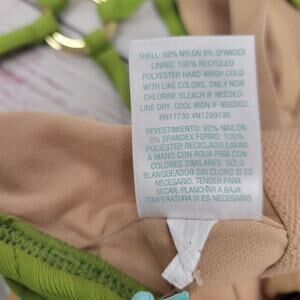 SHELL: 92% NYLON 8% SPANDEX
LINING: 100% RECYCLED
POLYESTER HAND WASH COLD
WITH LIKE COLORS. ONLY NON
CHLORINE BLEACH IF NEEDED.
LINE DRY, COOL IRON IF NEEDED.
RN17730 VN1299195
REVESTIMIENTO: 92% NAILON
8% SPANDEX FORRO: 100%
POLIESTER RECICLADO LAVAR
A MANO CON AGUA FRIA CON
COLORES SIMILARES. SOLO
BLANQUEADOR SIN CLORO SI ES
NECESARIO. TENDER PARA
SECAR. PLANCHAR A BAJA
TEMPERATURA SI ES NECESARIO.